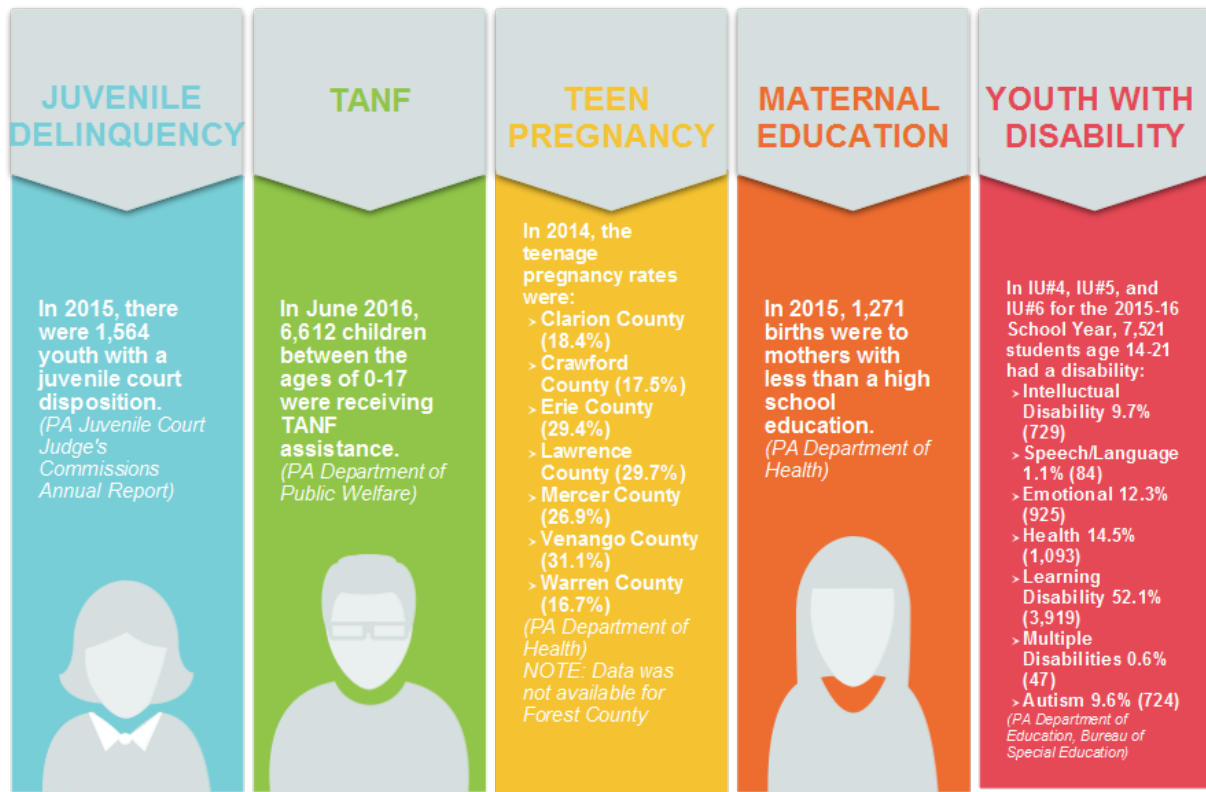 JUVENILE
DELINQUENCY
In 2015, there
were 1,564
youth with a
juvenile court
disposition.
(PA Juvenile Court
Judge's
Commissions
Annual Report)
TANF
In June 2016,
6,612 children
between the
ages of 0-17
were receiving
TANF
assistance.
(PA Department of
Public Welfare)
TEEN
PREGNANCY
In 2014, the
teenage
pregnancy rates
were:
➢ Clarion County
(18.4%)
➢ Crawford
County (17.5%)
➢ Erie County
(29.4%)
➢ Lawrence
County (29.7%)
➢ Mercer County
(26.9%)
➢ Venango County
(31.1%)
➢ Warren County
(16.7%)
(PA Department of
Health)
NOTE: Data was
not available for
Forest County
MATERNAL
EDUCATION
In 2015, 1,271
births were to
mothers with
less than a high
school
education.
(PA Department of
Health)
YOUTH WITH
DISABILITY
In IU#4, IU#5, and
IU#6 for the 2015-16
School Year, 7,521
students age 14-21
had a disability:
➢ Intelluctual
Disability 9.7%
(729)
➢ Speech/Language
1.1% (84)
➢ Emotional 12.3%
(925)
➢ Health 14.5%
(1,093)
➢ Learning
Disability 52.1%
(3,919)
➢ Multiple
Disabilities 0.6%
(47)
➢ Autism 9.6% (724)
(PA Department of
Education, Bureau of
Special Education)